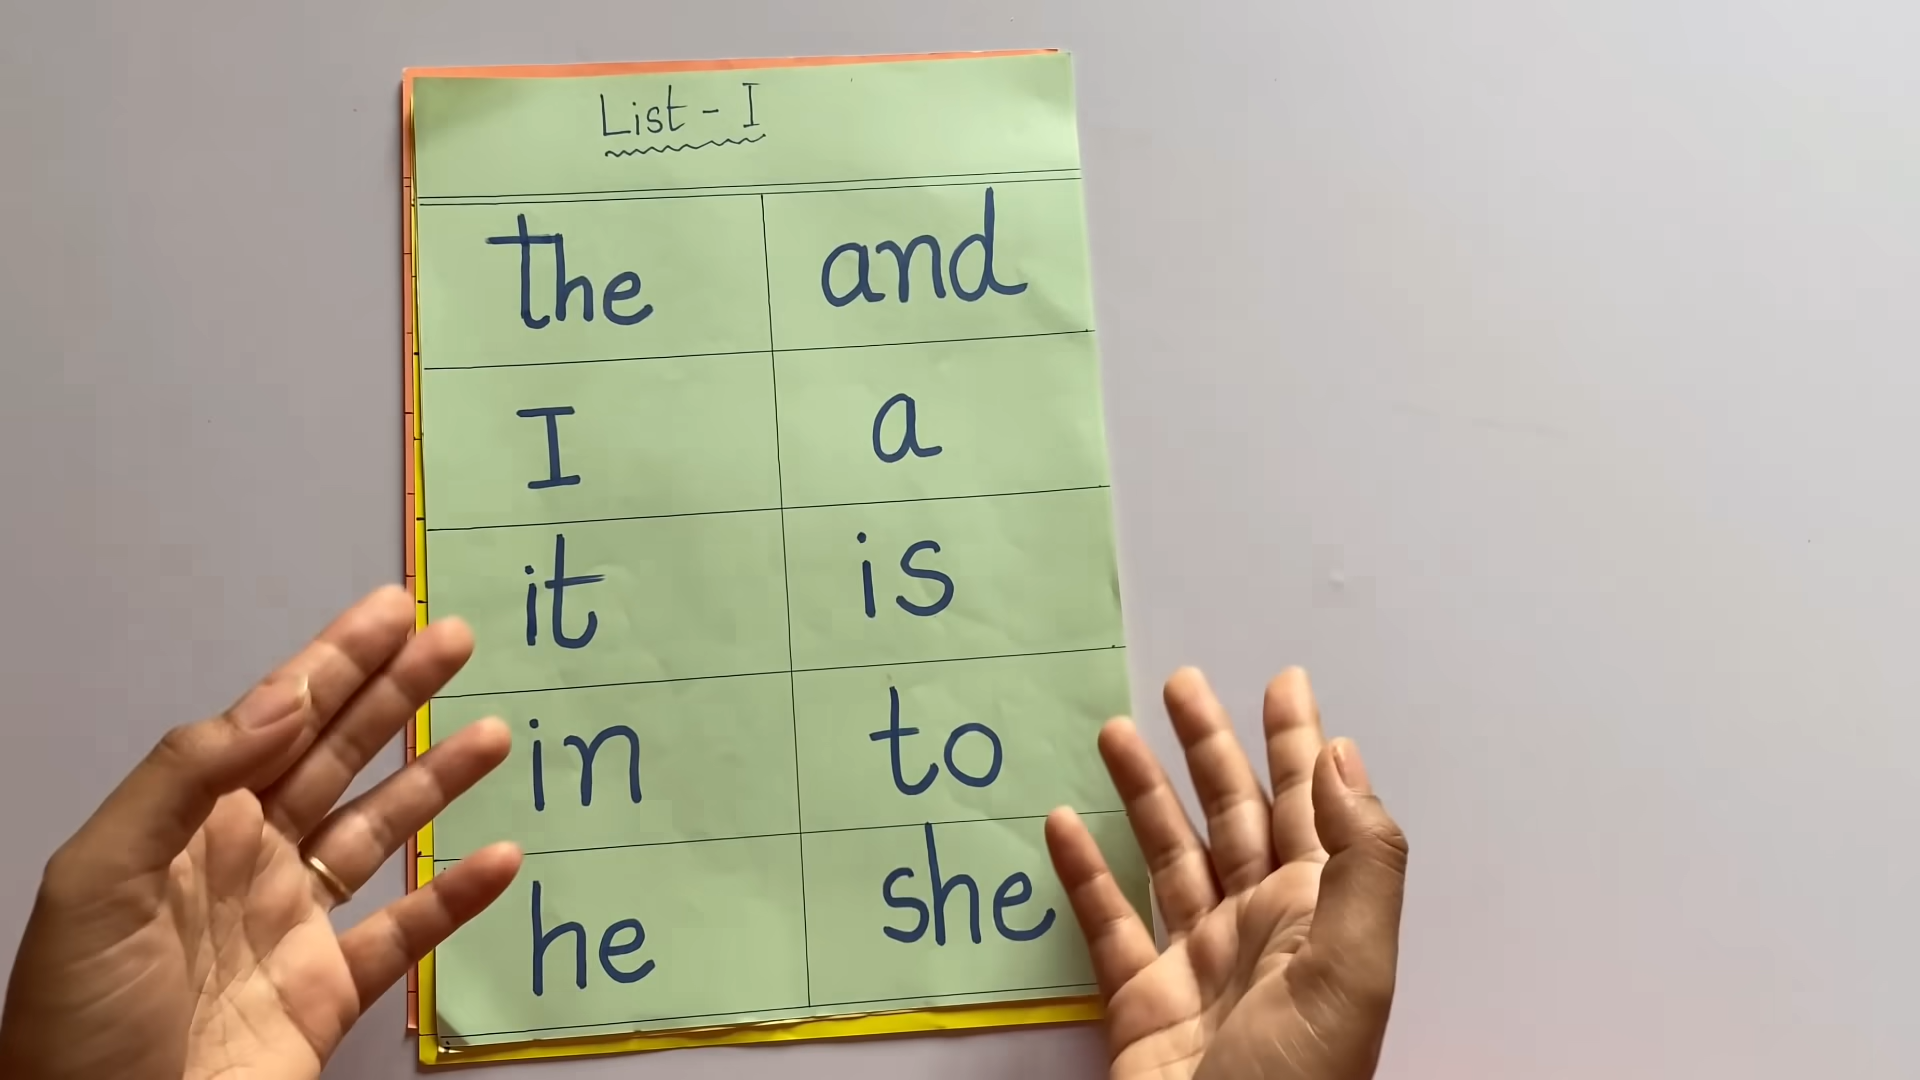 List - I
the and
I a
it is
in to
he she